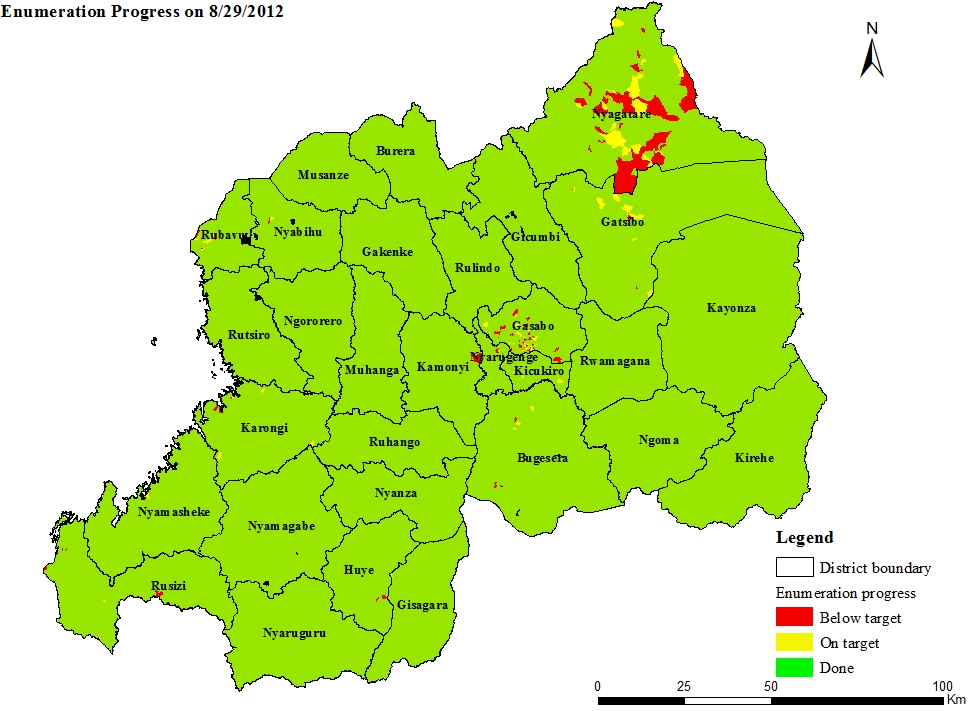 Enumeration Progress on 8/29/2012
N
Nyagatare
Burera
Musanze
Gatsibo
Rubavu
Nyabihu
Gicumbi
Gakenke
Rulindo
Kayonza
Ngororero
Gasabo
Rutsiro
Nyarugenge
Rwamagana
Muhanga
Kamonyi
Kicukiro
Karongi
Ruhango
Ngoma
Bugesera
Kirehe
Nyanza
Nyamasheke
Nyamagabe
Huye
Rusizi
Gisagara
Nyaruguru
Legend
District boundary
Enumeration progress
Below target
On target
Done
0 25 50 100
Km